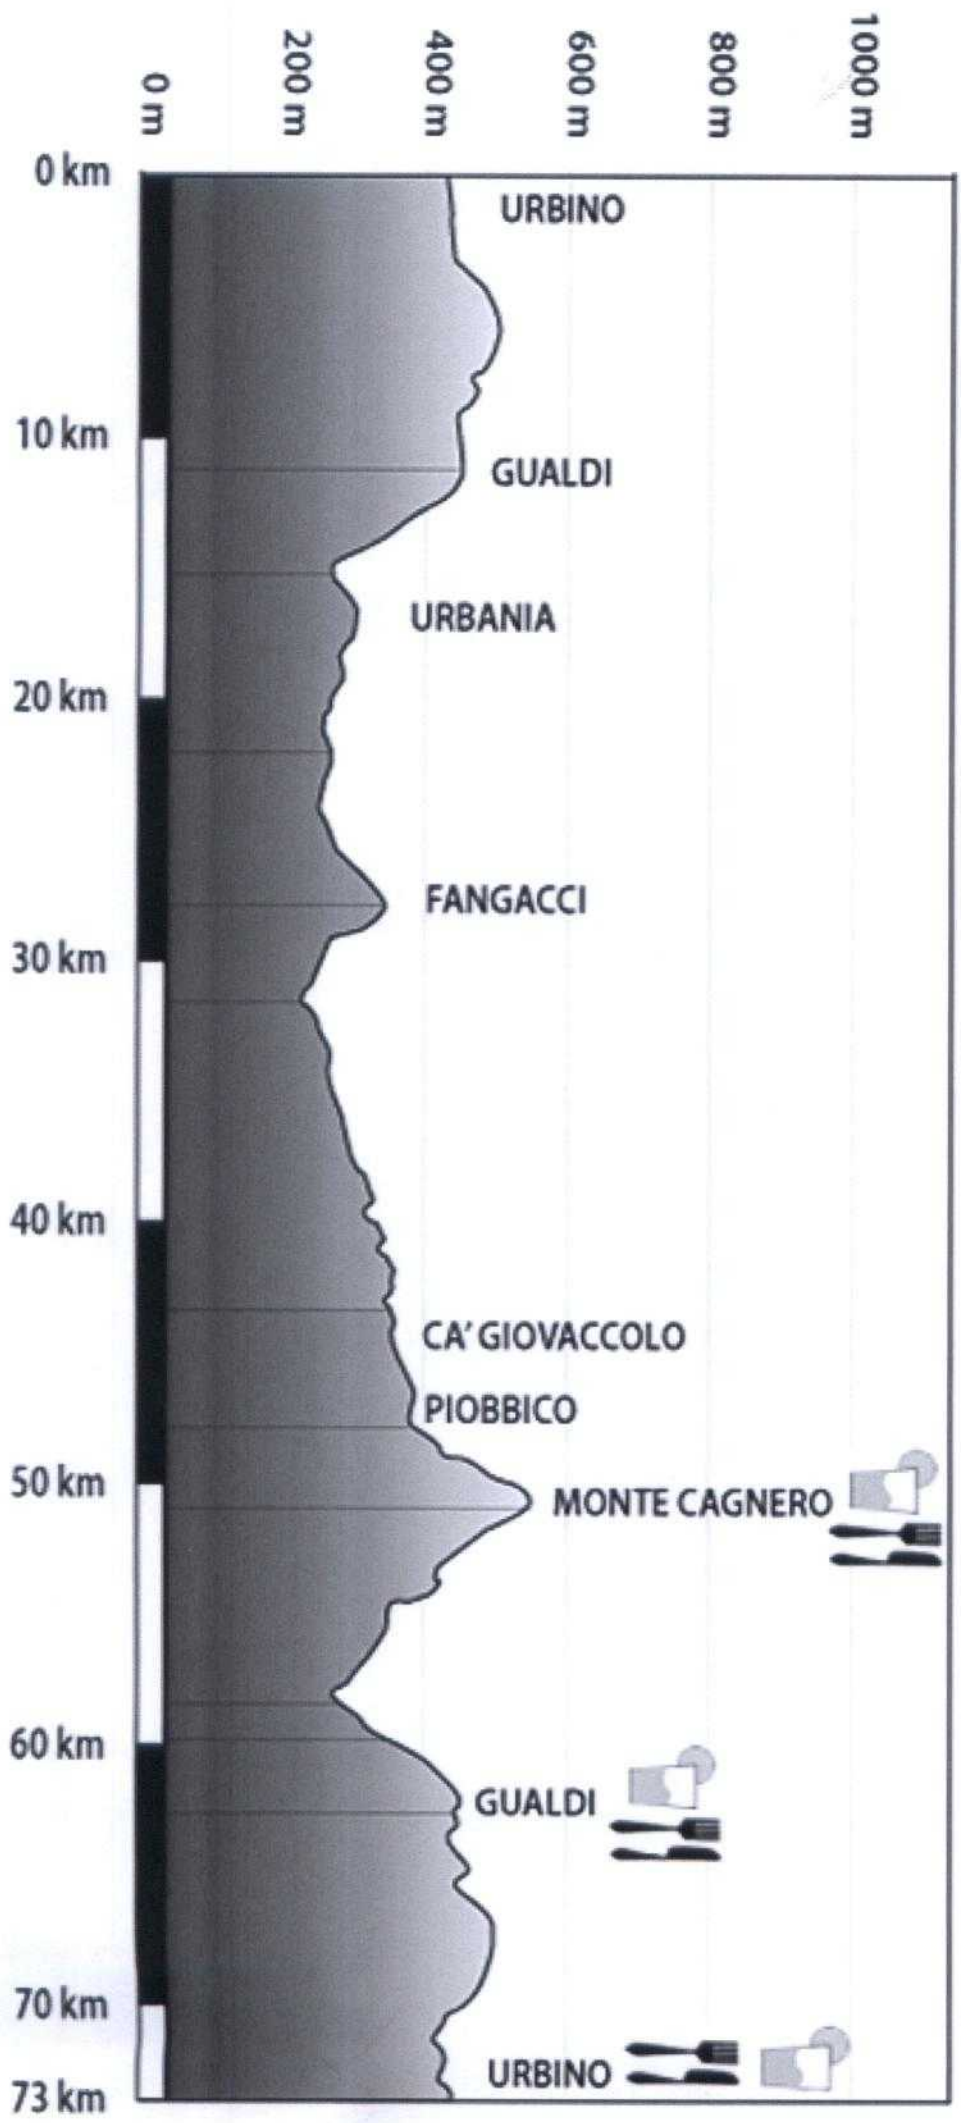 0 m
200 m
400 m
600 m
800 m
1000 m
0 km
URBINO
10 km
GUALDI
URBANIA
20 km
FANGACCI
30 km
40 km
CA' GIOVACCOLO
PIOBBICO
50 km
MONTE CAGNERO
60 km
GUALDI
70 km
URBINO
73 km